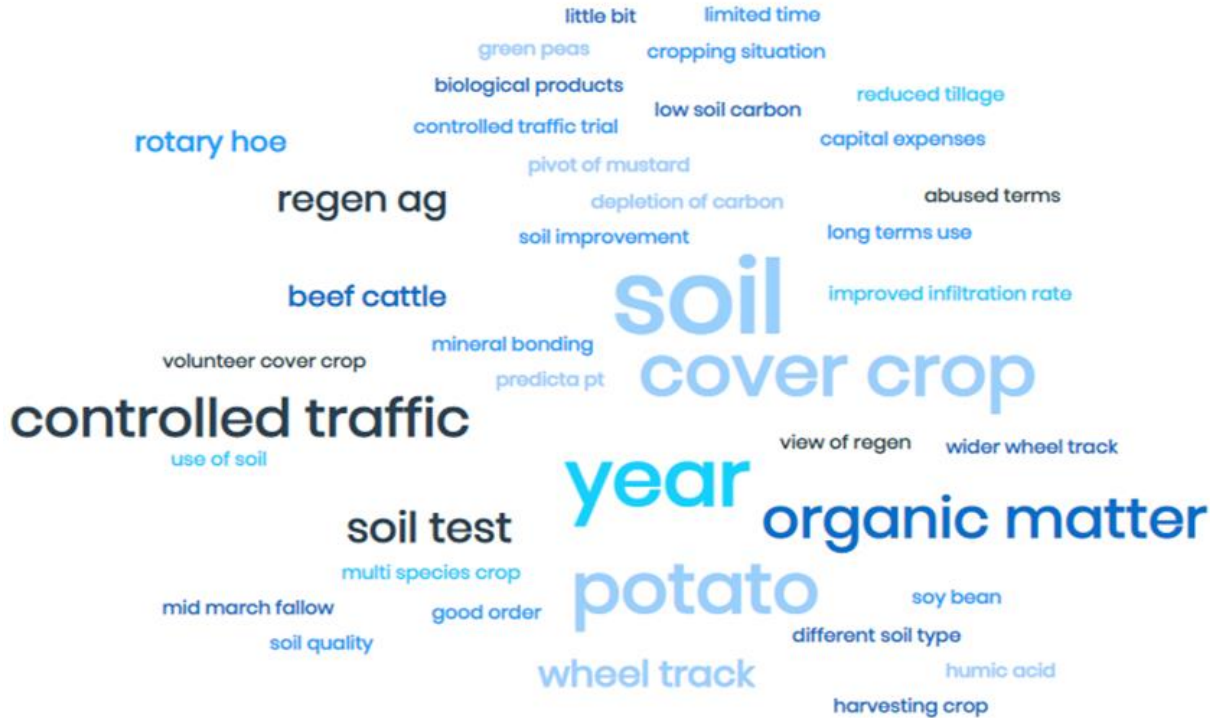 little bit
limited time
green peas
cropping situation
biological products
reduced tillage
low soil carbon
controlled traffic trial
rotary hoe
capital expenses
pivot of mustard
regen ag
depletion of carbon
abused terms
soil improvement
long terms use
soil
beef cattle
improved infiltration rate
mineral bonding
volunteer cover crop
cover crop
predicta pt
controlled traffic
view of regen
wider wheel track
use of soil
year
organic matter
soil test
multi species crop
potato
soy bean
mid march fallow
good order
different soil type
soil quality
wheel track
humic acid
harvesting crop